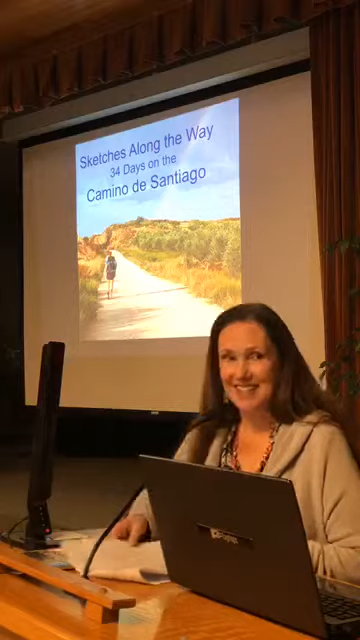 Sketches Along the Way
34 Days on the
Camino de Santiago